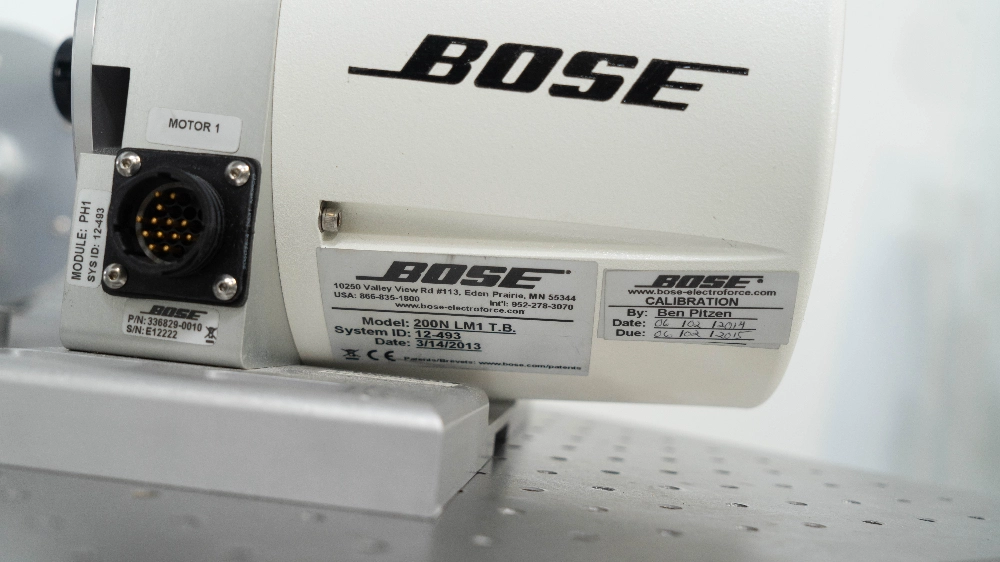 BOSE
MOTOR 1
MODULE: PH1
SYS ID: 12-493
BOSE
P/N: 336829-0010
S/N: E12222
BOSE
10250 Valley View Rd #113, Eden Prairie, MN 55344
USA: 866-835-1800 Int'l: 952-278-3070
www.bose-electroforce.com
Model: 200N LM1 T.B.
System ID: 12-493
Date: 3/14/2013
CE Patents/Brevets: www.bose.com/patents
BOSE
www.bose-electroforce.com
CALIBRATION
By: Ben Pitzen
Date: 06 / 02 / 2014
Due: 06 / 02 / 2015